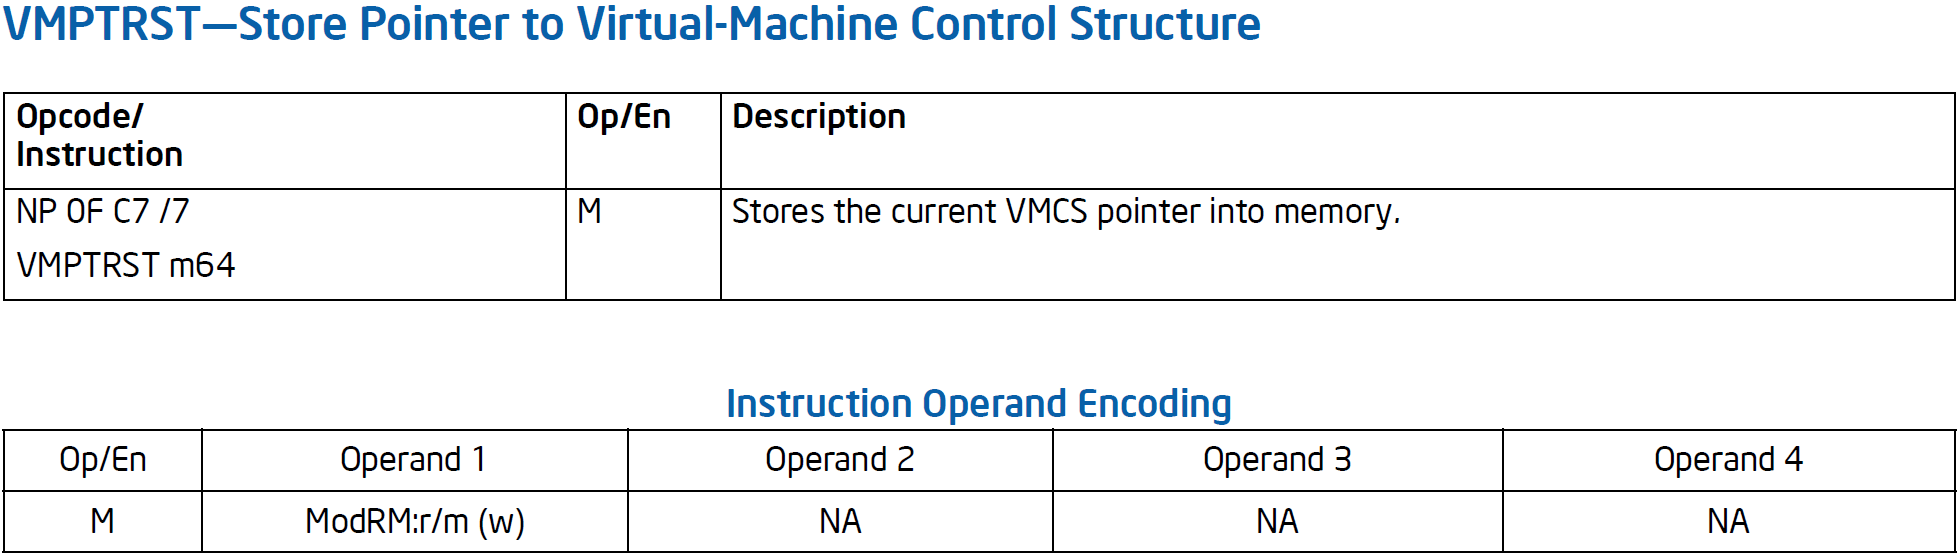 VMPTRST—Store Pointer to Virtual-Machine Control Structure
Opcode/ Op/En Description
Instruction
NP 0F C7 /7 M Stores the current VMCS pointer into memory.
VMPTRST m64
Instruction Operand Encoding
Op/En Operand 1 Operand 2 Operand 3 Operand 4
M ModRM:r/m (w) NA NA NA